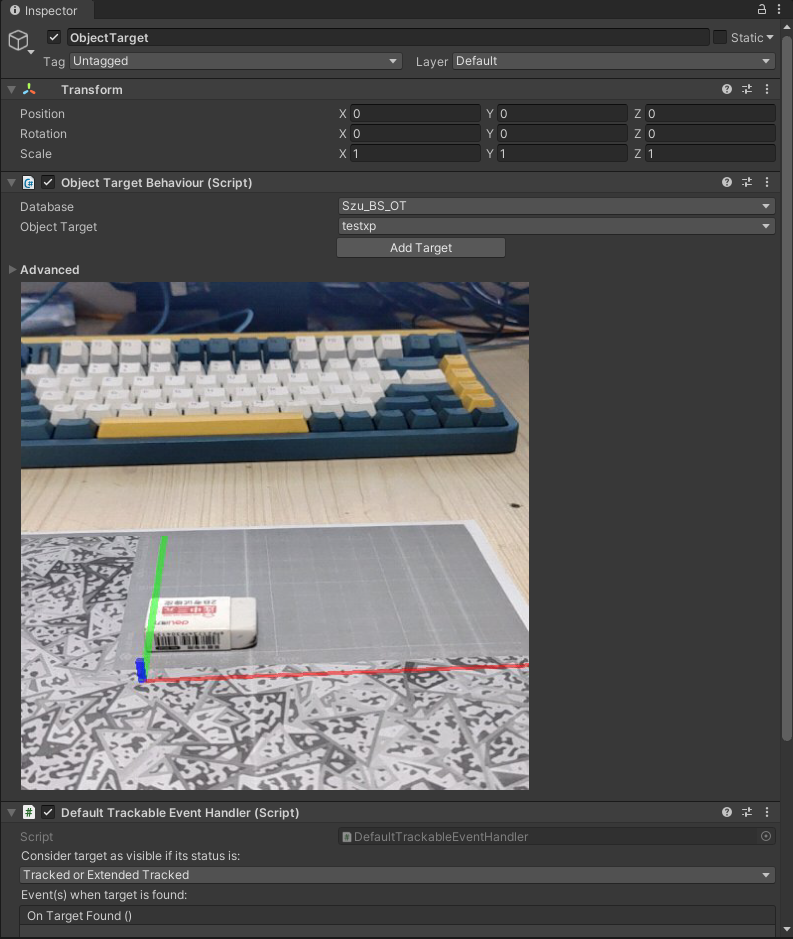 Inspector
ObjectTarget
Static
Tag Untagged Layer Default
Transform
Position X 0 Y 0 Z 0
Rotation X 0 Y 0 Z 0
Scale X 1 Y 1 Z 1
Object Target Behaviour (Script)
Database Szu_BS_OT
Object Target testxp
Add Target
Advanced
deli
Default Trackable Event Handler (Script)
Script DefaultTrackableEventHandler
Consider target as visible if its status is:
Tracked or Extended Tracked
Event(s) when target is found:
On Target Found ()